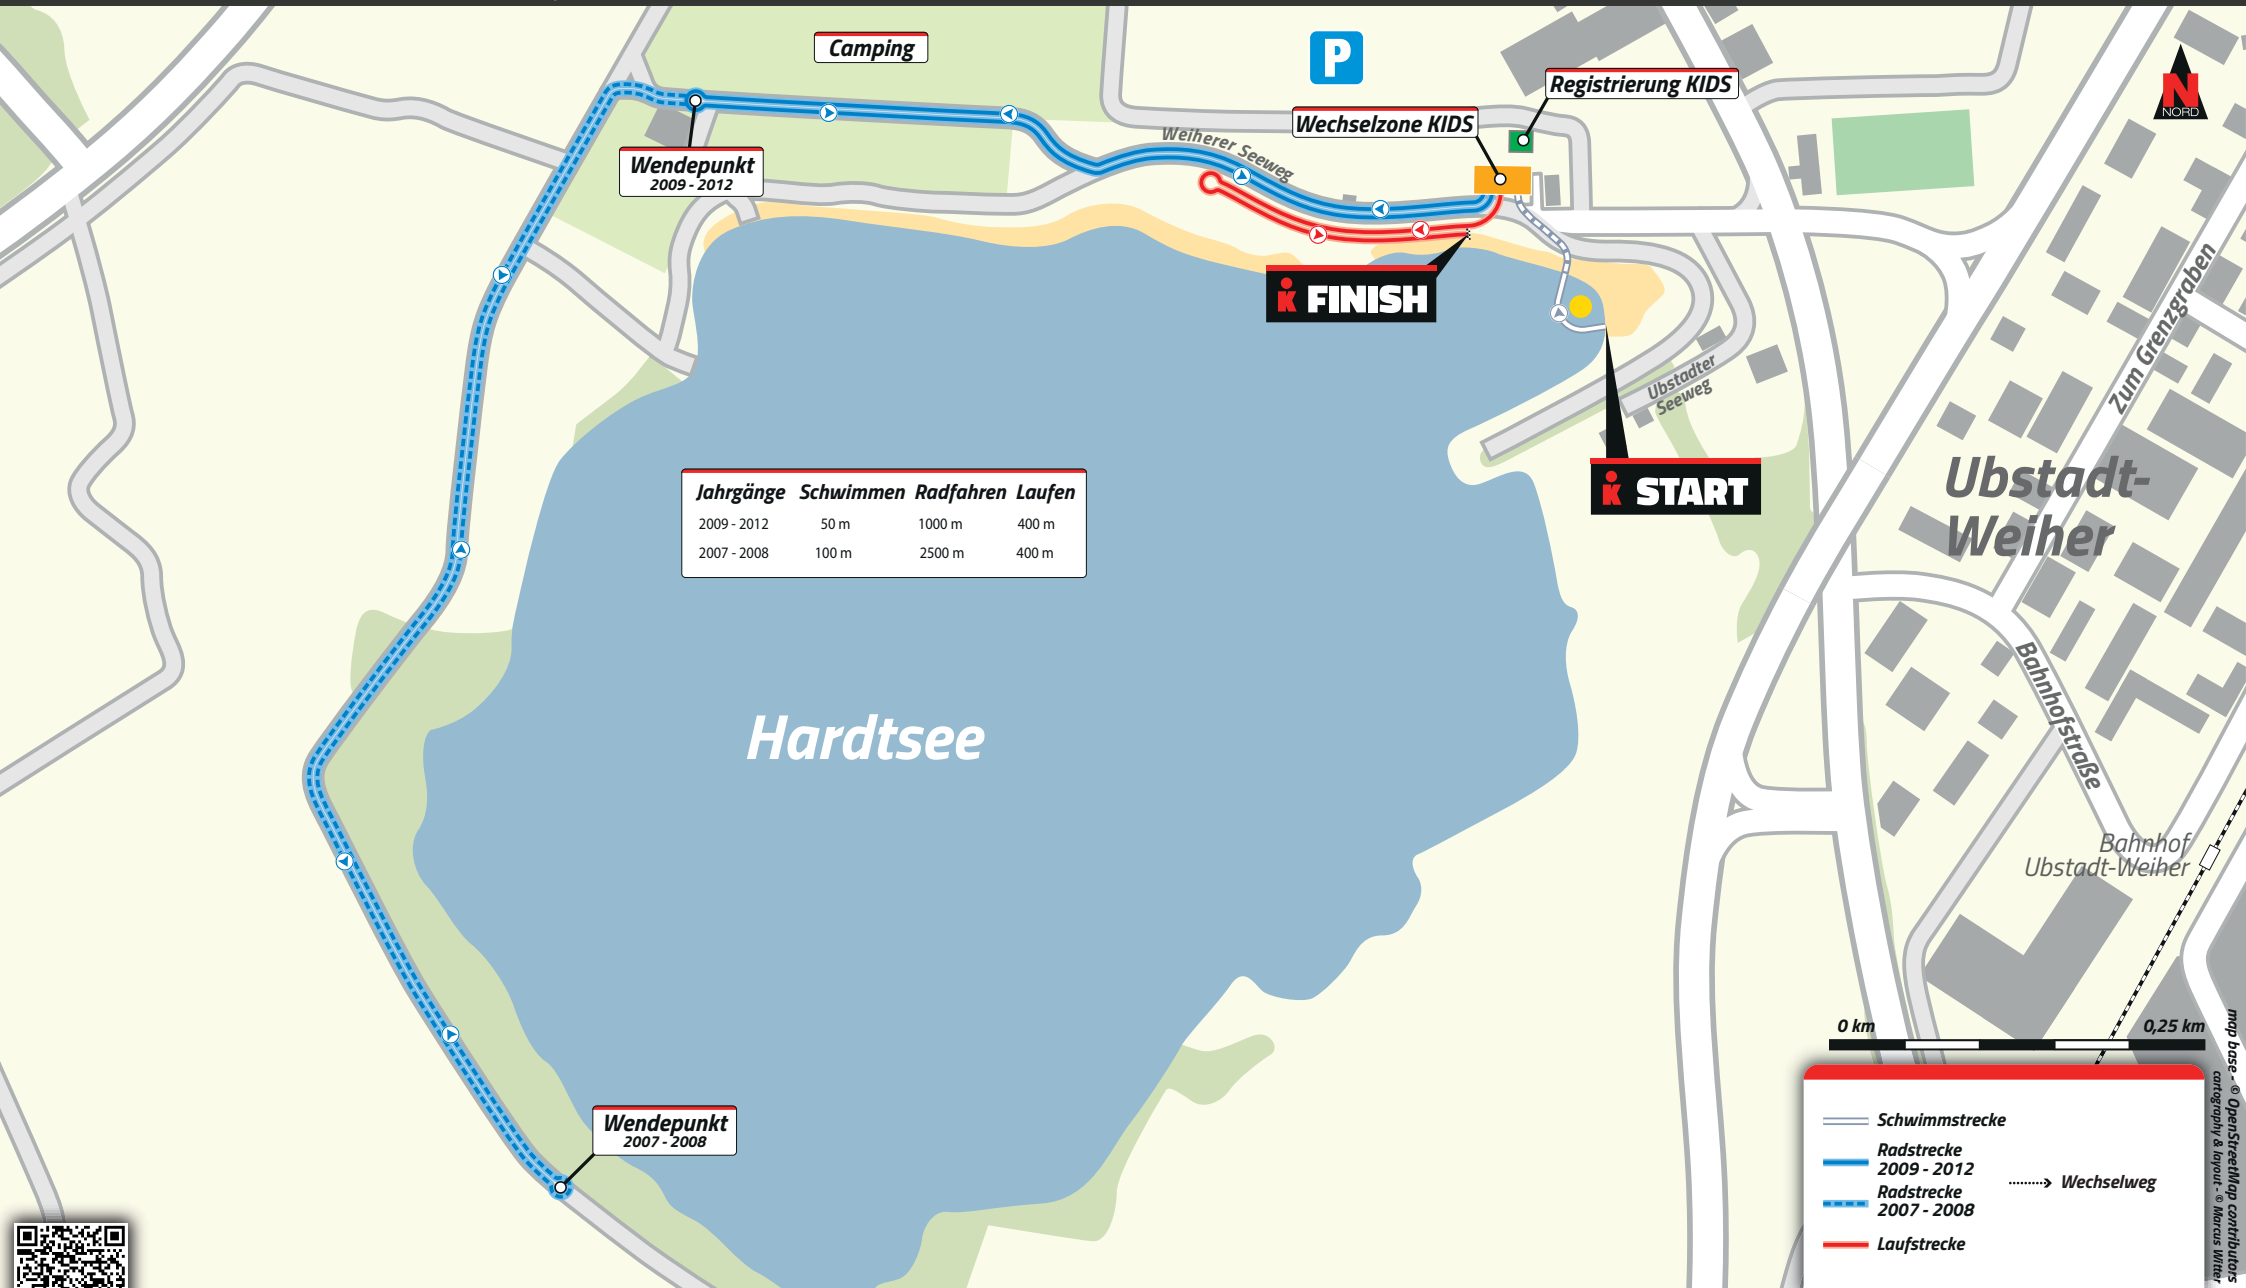 Camping
P
Registrierung KIDS
Wechselzone KIDS
N
NORD
Weiherer Seeweg
Wendepunkt
2009 - 2012
K FINISH
Zum Grenzgraben
Ubstadter
Seeweg
K START
Ubstadt-
Weiher
Jahrgänge Schwimmen Radfahren Laufen
2009 - 2012 50 m 1000 m 400 m
2007 - 2008 100 m 2500 m 400 m
Hardtsee
Bahnhofstraße
Bahnhof
Ubstadt-Weiher
0 km 0,25 km
Wendepunkt
2007 - 2008
Schwimmstrecke
Radstrecke
2009 - 2012
Radstrecke
2007 - 2008
Laufstrecke
Wechselweg
map base - © OpenStreetMap contributors
cartography & layout - © Marcus Witter